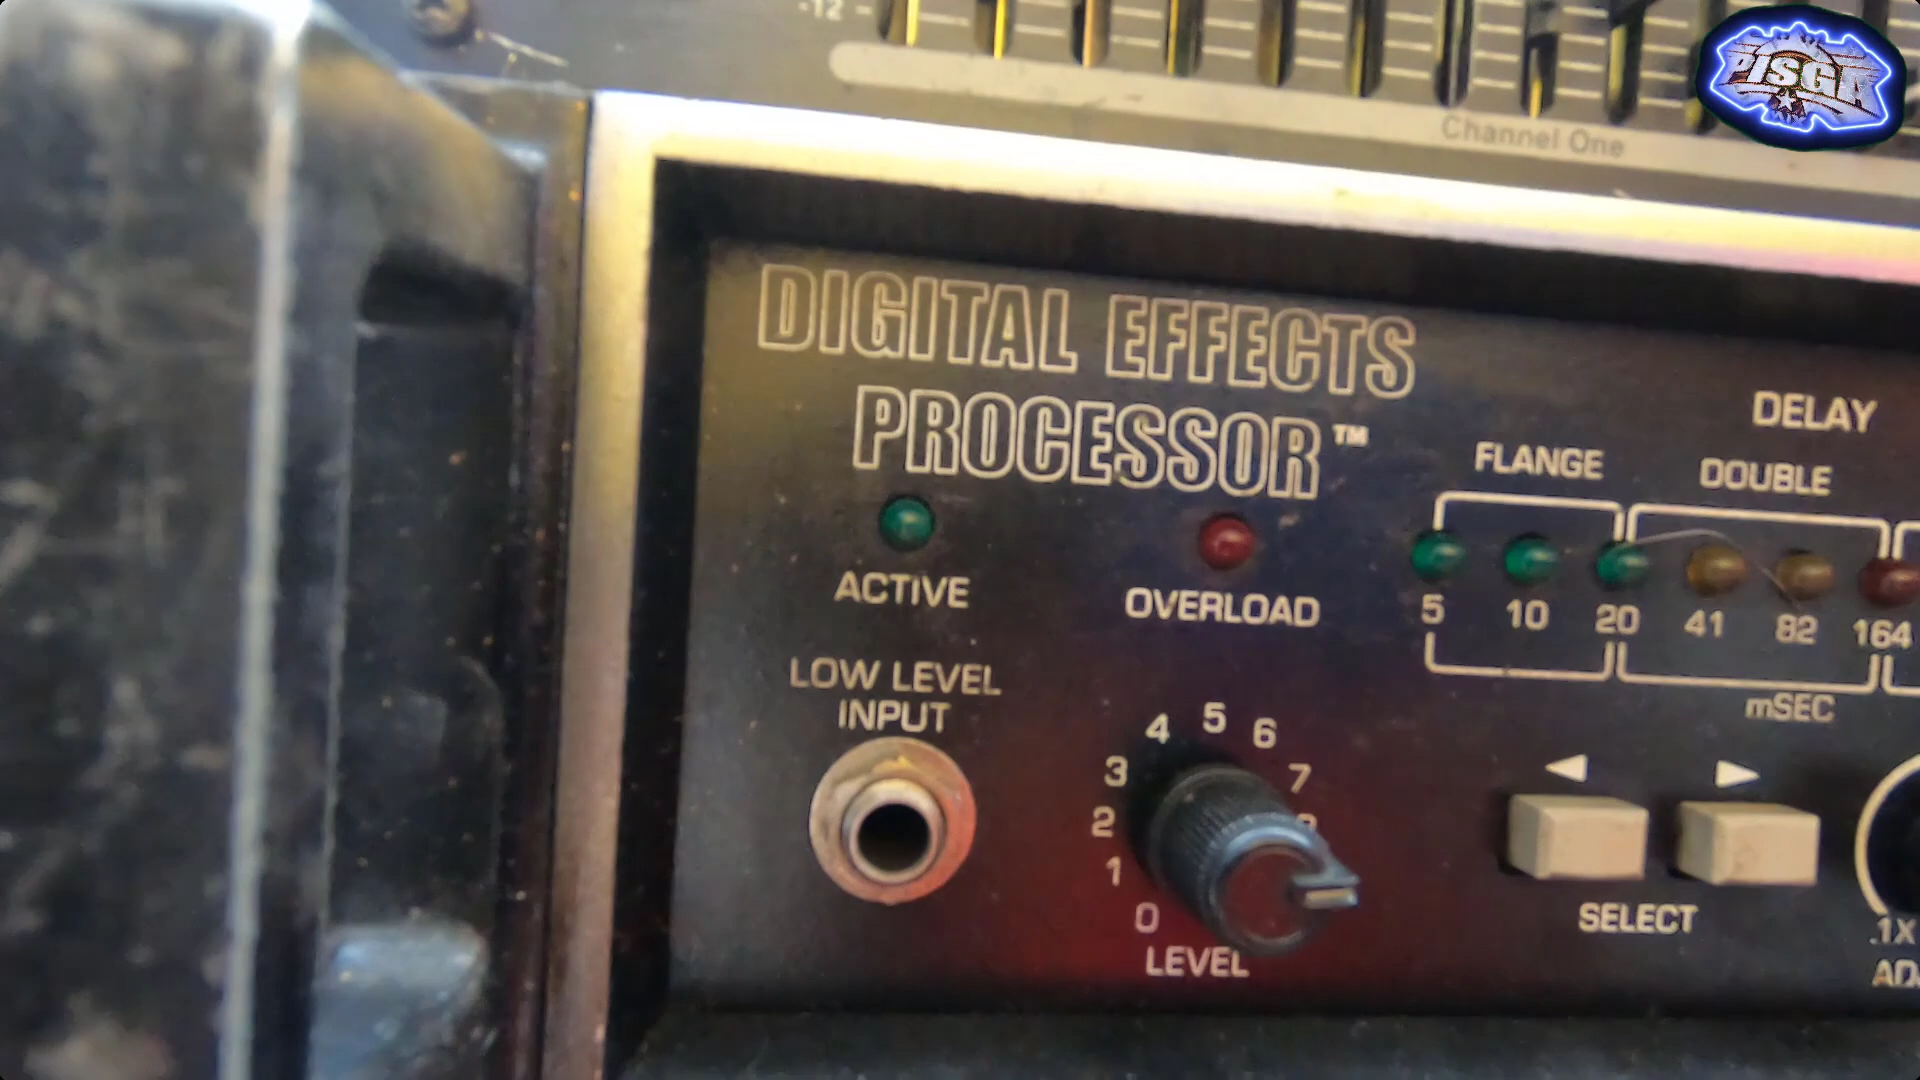 -12
Channel One
PISGA
DIGITAL EFFECTS
PROCESSOR™
DELAY
FLANGE
DOUBLE
ACTIVE
OVERLOAD
5 10 20 41 82 164
mSEC
LOW LEVEL
INPUT
0 1 2 3 4 5 6 7
LEVEL
SELECT
.1X